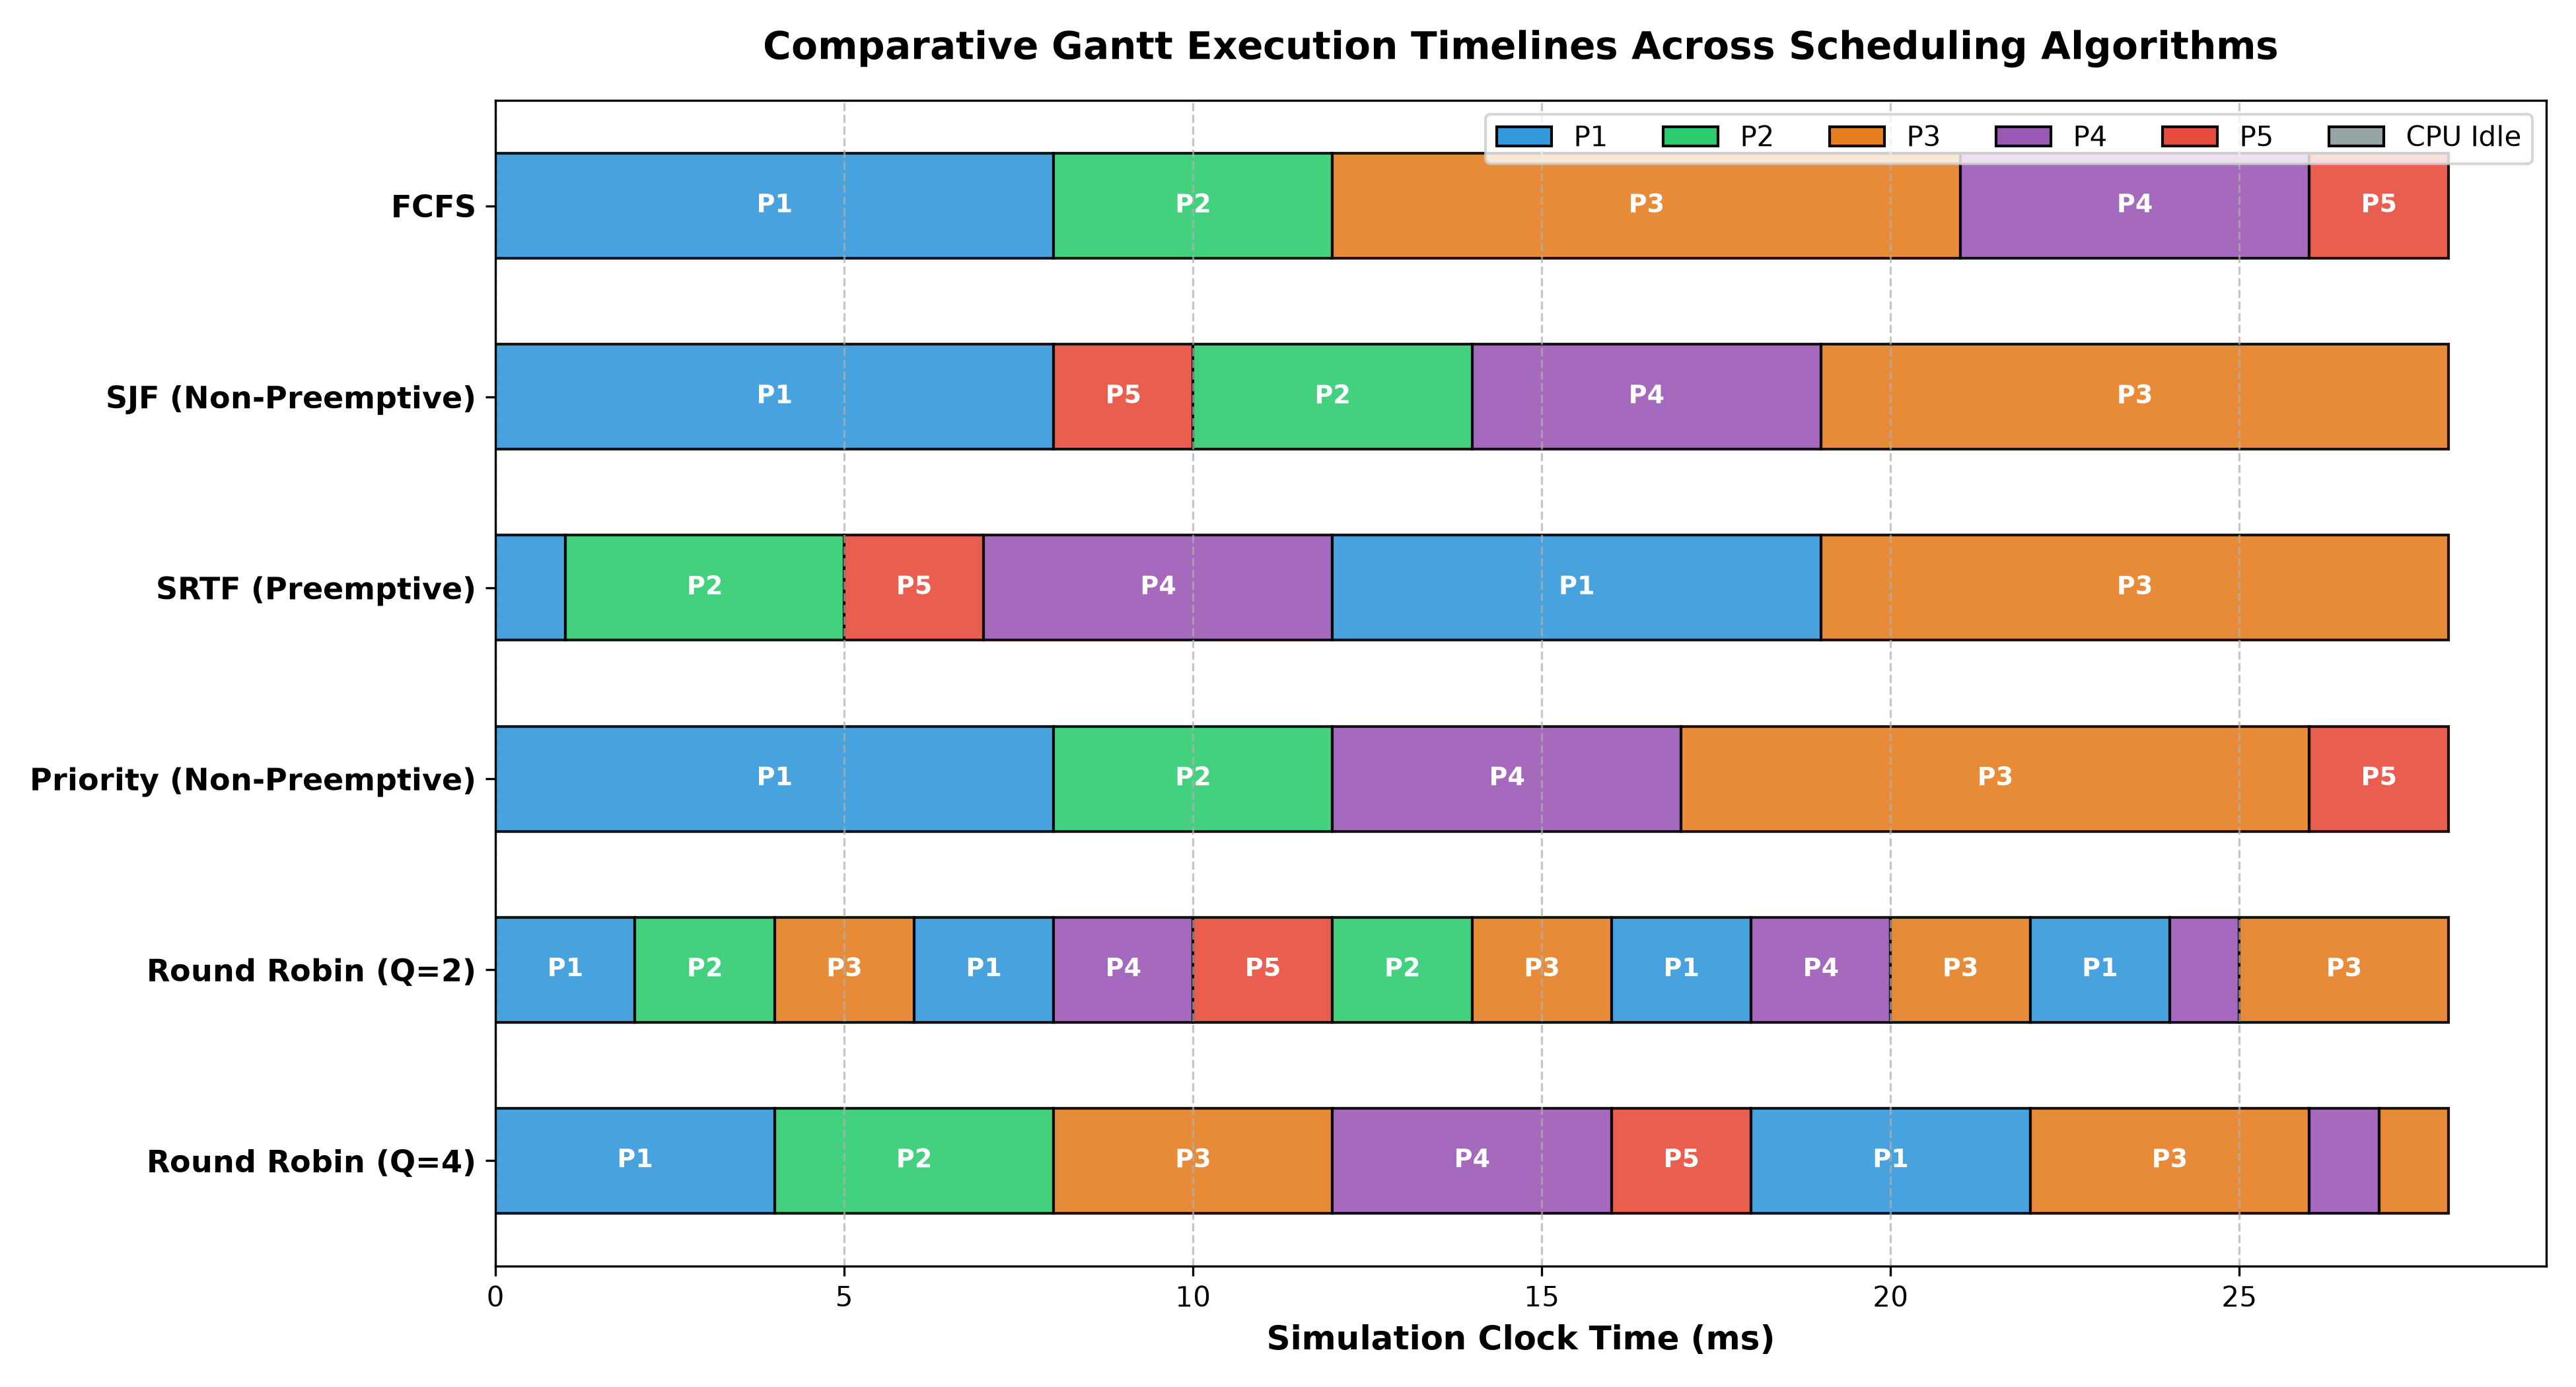 Comparative Gantt Execution Timelines Across Scheduling Algorithms
P1 P2 P3 P4 P5 CPU Idle
FCFS P1 P2 P3 P4 P5
SJF (Non-Preemptive) P1 P5 P2 P4 P3
SRTF (Preemptive) P2 P5 P4 P1 P3
Priority (Non-Preemptive) P1 P2 P4 P3 P5
Round Robin (Q=2) P1 P2 P3 P1 P4 P5 P2 P3 P1 P4 P3 P1 P3
Round Robin (Q=4) P1 P2 P3 P4 P5 P1 P3
0 5 10 15 20 25
Simulation Clock Time (ms)